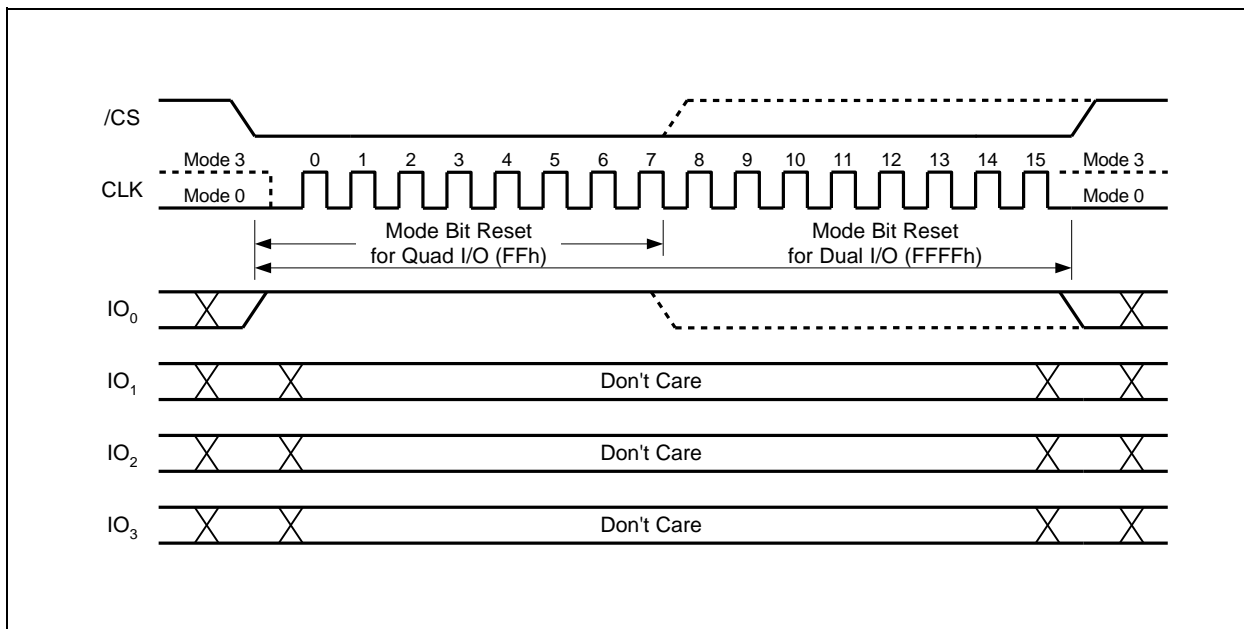 /CS
Mode 3 0 1 2 3 4 5 6 7 8 9 10 11 12 13 14 15 Mode 3
CLK
Mode 0 Mode 0
Mode Bit Reset Mode Bit Reset
for Quad I/O (FFh) for Dual I/O (FFFFh)
IO0
IO1 Don't Care
IO2 Don't Care
IO3 Don't Care